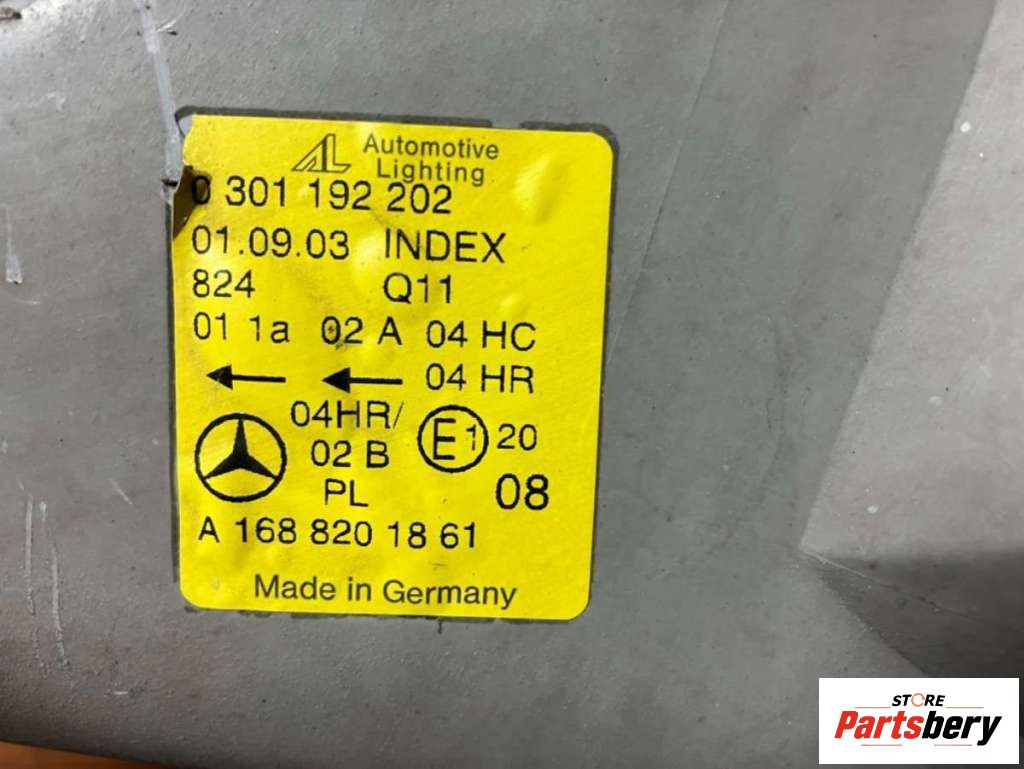 AL Automotive
Lighting
0 301 192 202
01.09.03 INDEX
824 Q11
01 1a 02 A 04 HC
04 HR
04HR/
02 B
E1 20
PL 08
A 168 820 18 61
Made in Germany
STORE
Partsbery